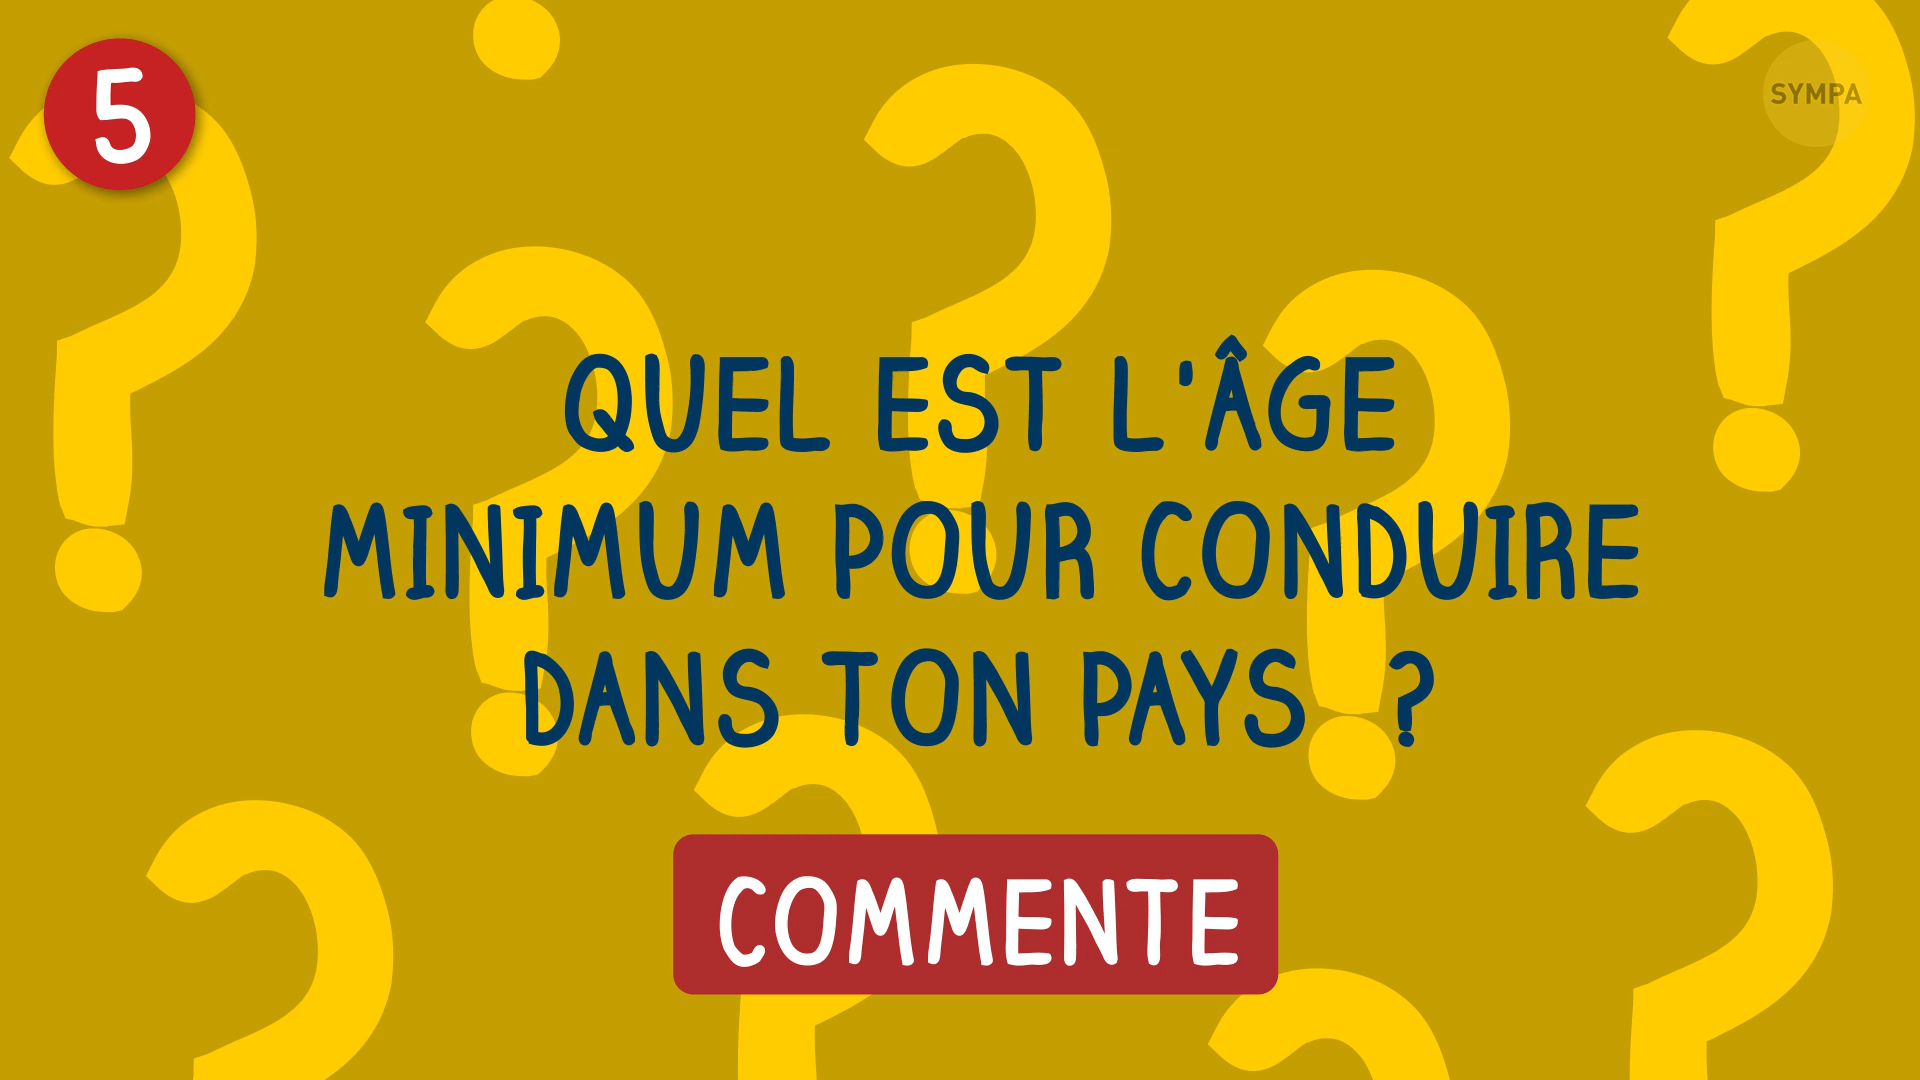 5
SYMPA
QUEL EST L'ÂGE
MINIMUM POUR CONDUIRE
DANS TON PAYS ?
COMMENTE